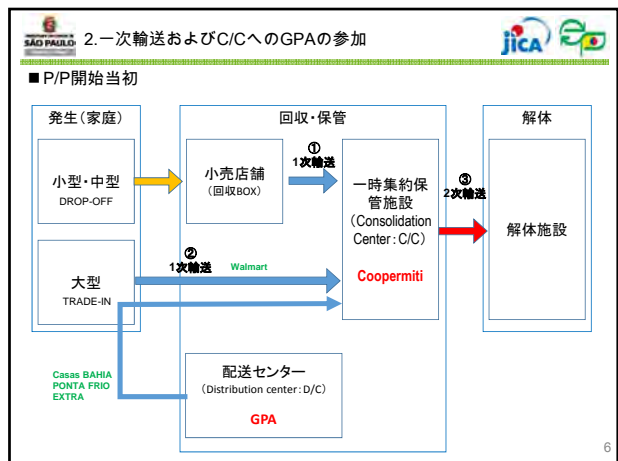 SÃO PAULO
2.一次輸送およびC/CへのGPAの参加
jica
■P/P開始当初
発生(家庭)
回収・保管
解体
小型・中型
DROP-OFF
小売店舗
(回収BOX)
①
1次輸送
一時集約保
管施設
(Consolidation
Center:C/C)
Coopermiti
③
2次輸送
解体施設
大型
TRADE-IN
②
1次輸送
Walmart
Casas BAHIA
PONTA FRIO
EXTRA
配送センター
(Distribution center:D/C)
GPA
6